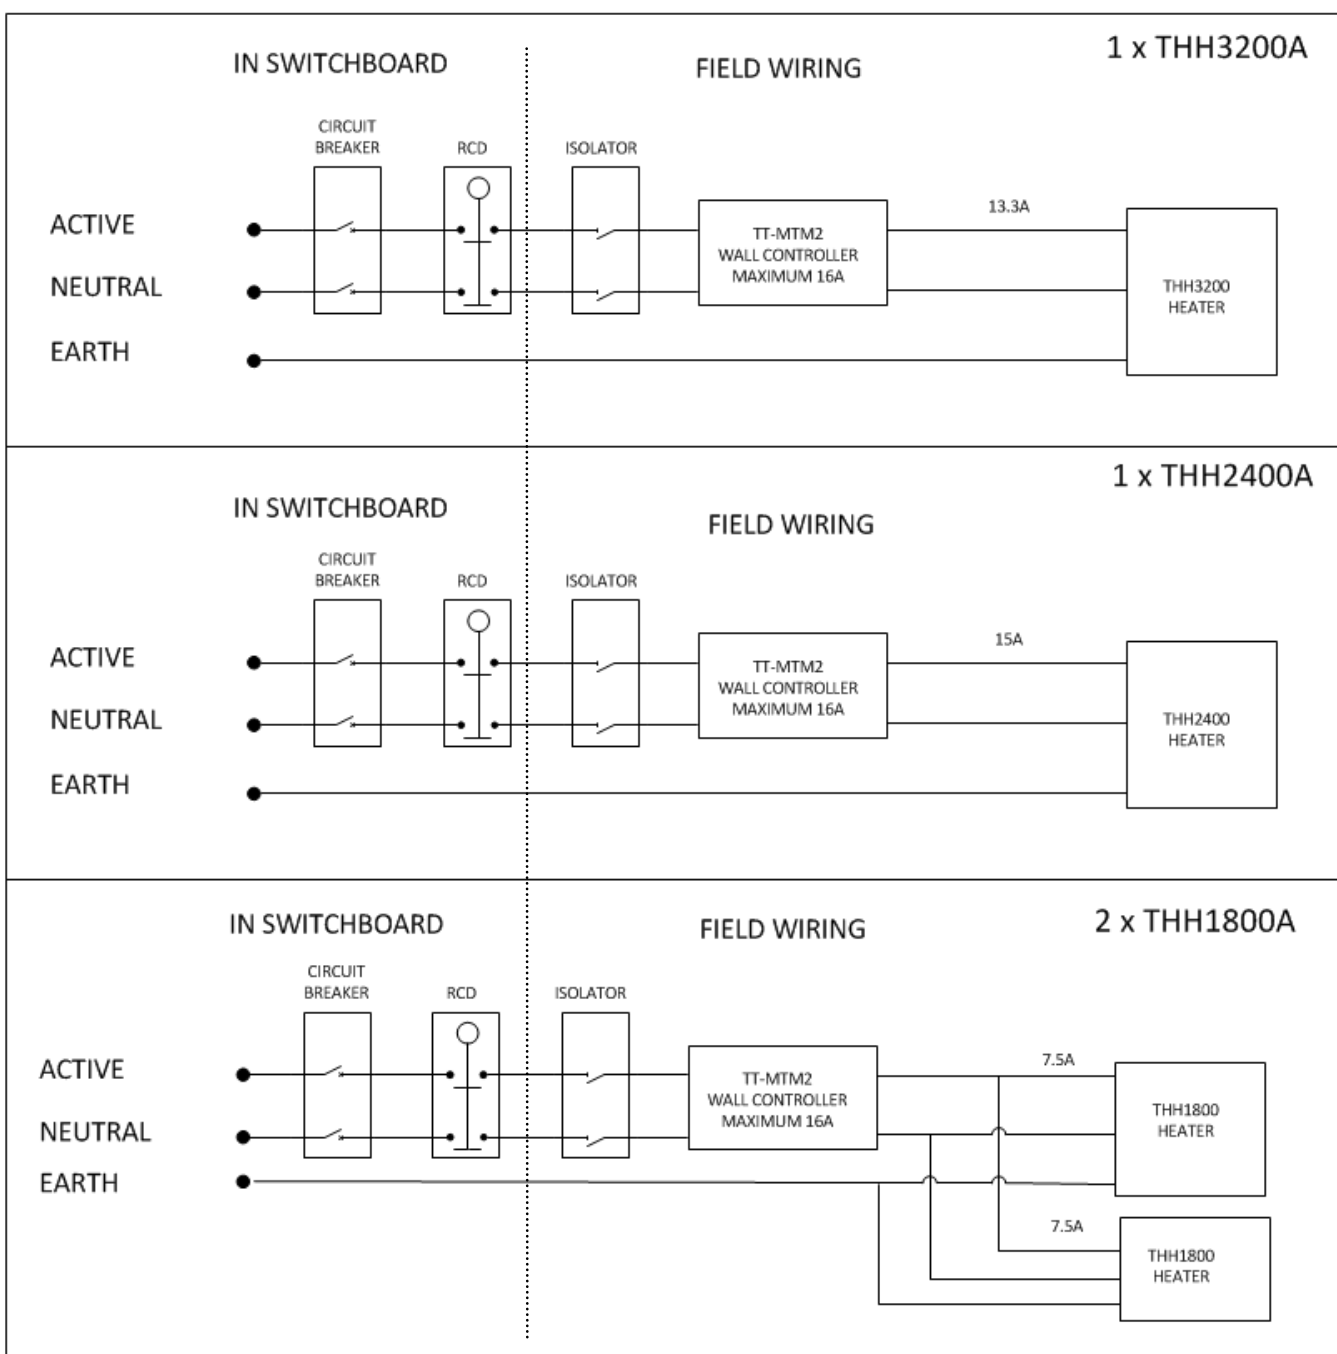 1 x THH3200A
IN SWITCHBOARD
FIELD WIRING
CIRCUIT
BREAKER
RCD
ISOLATOR
ACTIVE
NEUTRAL
EARTH
TT-MTM2
WALL CONTROLLER
MAXIMUM 16A
13.3A
THH3200
HEATER
1 x THH2400A
IN SWITCHBOARD
FIELD WIRING
CIRCUIT
BREAKER
RCD
ISOLATOR
ACTIVE
NEUTRAL
EARTH
TT-MTM2
WALL CONTROLLER
MAXIMUM 16A
15A
THH2400
HEATER
2 x THH1800A
IN SWITCHBOARD
FIELD WIRING
CIRCUIT
BREAKER
RCD
ISOLATOR
ACTIVE
NEUTRAL
EARTH
TT-MTM2
WALL CONTROLLER
MAXIMUM 16A
7.5A
THH1800
HEATER
7.5A
THH1800
HEATER